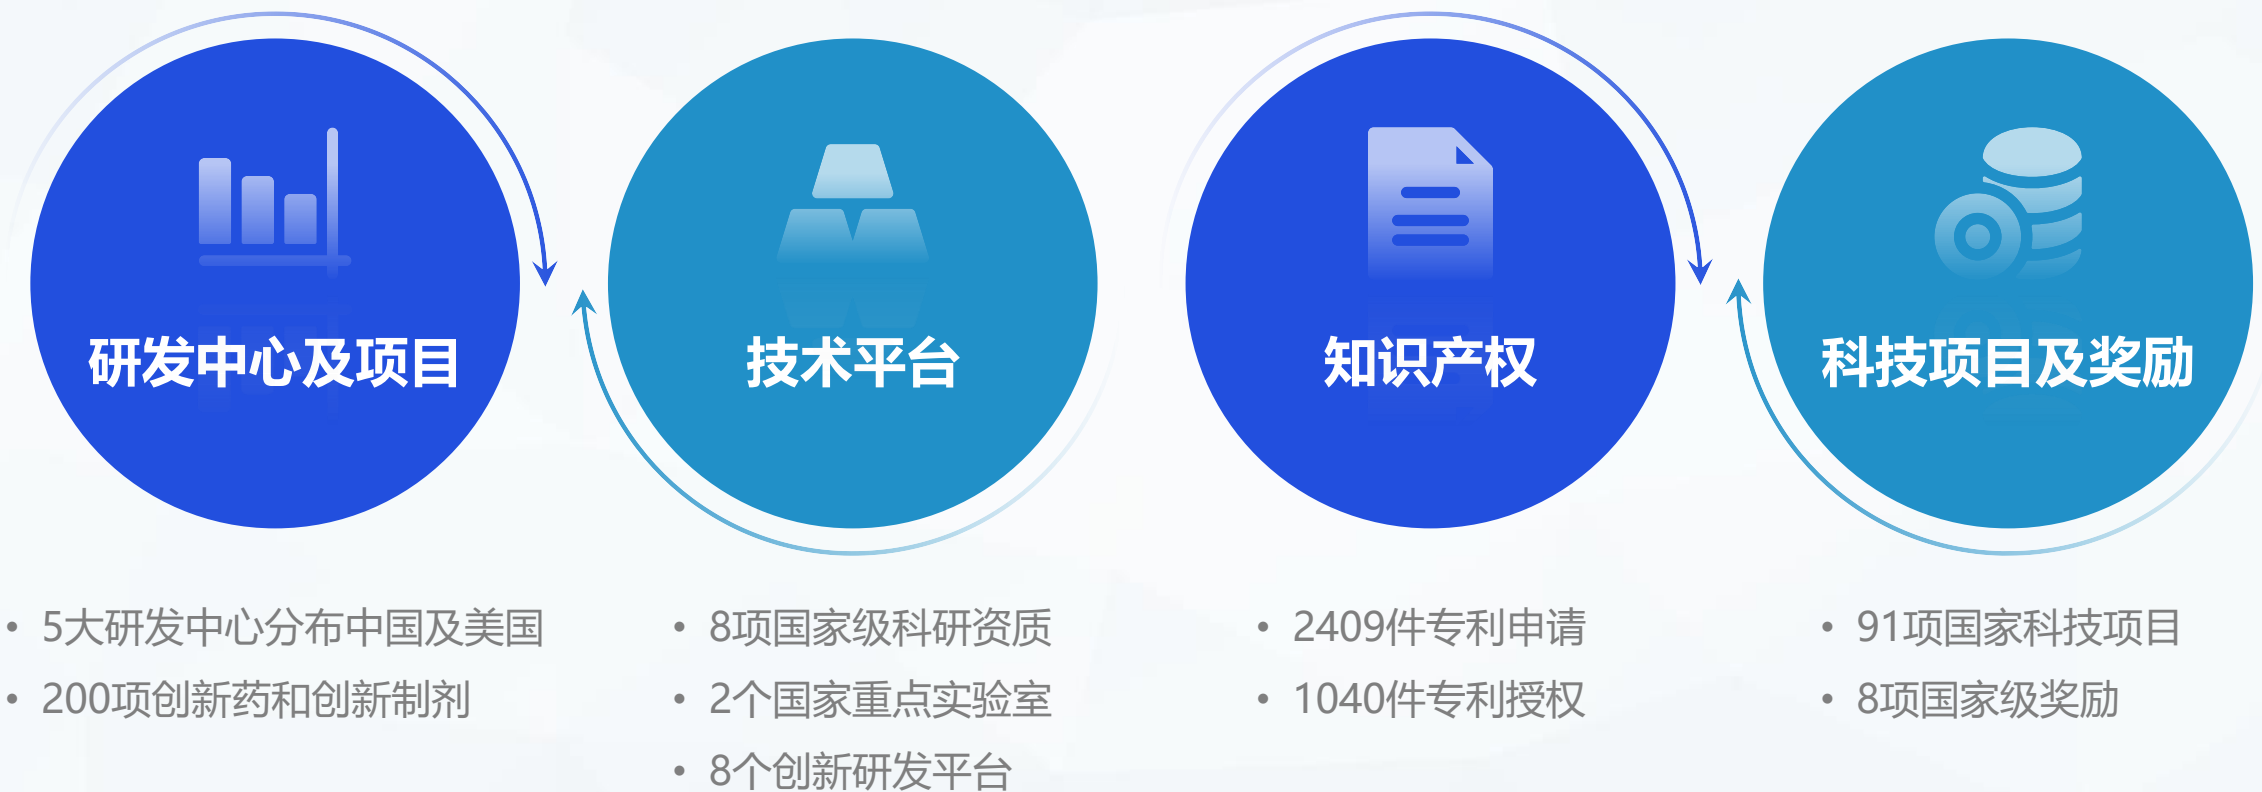 研发中心及项目
• 5大研发中心分布中国及美国
• 200项创新药和创新制剂
技术平台
• 8项国家级科研资质
• 2个国家重点实验室
• 8个创新研发平台
知识产权
• 2409件专利申请
• 1040件专利授权
科技项目及奖励
• 91项国家科技项目
• 8项国家级奖励